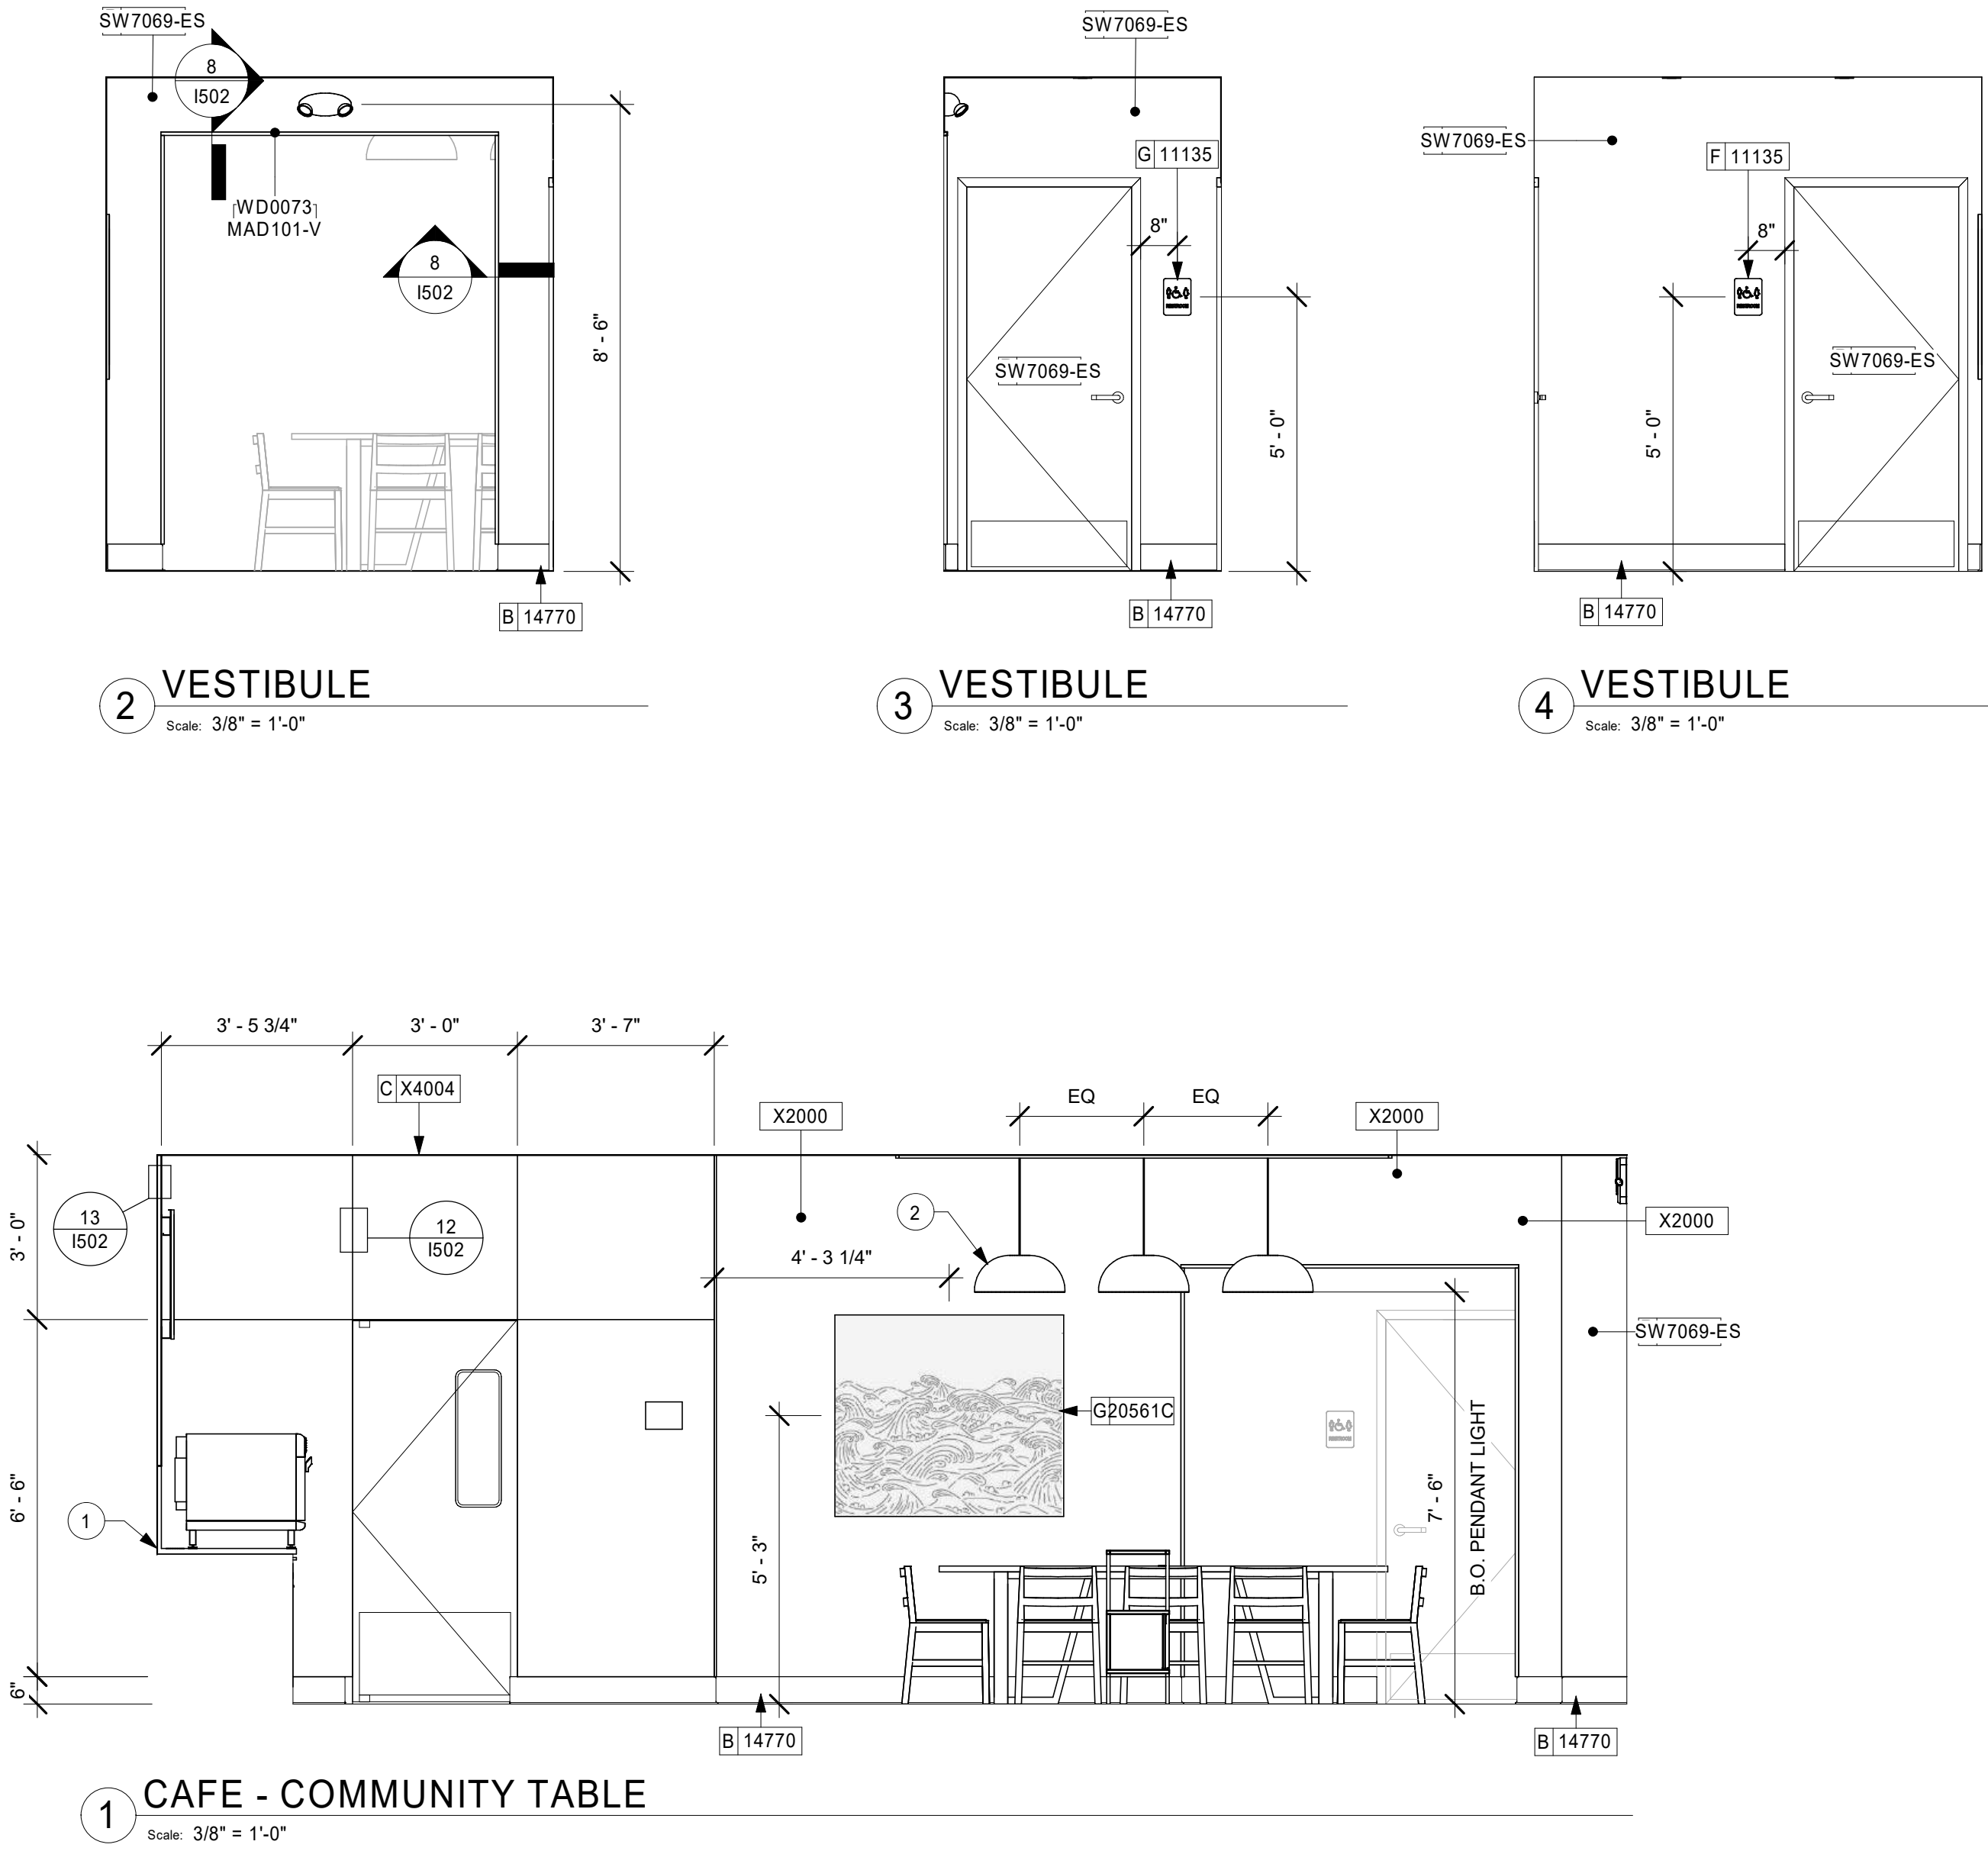 SW7069-ES
8
I502
WD0073
MAD101-V
8
I502
8' - 6"
B 14770
2 VESTIBULE
Scale: 3/8" = 1'-0"
SW7069-ES
G 11135
8"
RESTROOM
SW7069-ES
5' - 0"
B 14770
3 VESTIBULE
Scale: 3/8" = 1'-0"
SW7069-ES
F 11135
8"
RESTROOM
SW7069-ES
5' - 0"
B 14770
4 VESTIBULE
Scale: 3/8" = 1'-0"
3' - 5 3/4"
3' - 0"
3' - 7"
C X4004
X2000
EQ
EQ
X2000
13
I502
12
I502
2
X2000
3' - 0"
4' - 3 1/4"
SW7069-ES
G 20561C
RESTROOM
6' - 6"
1
5' - 3"
7' - 6"
B.O. PENDANT LIGHT
6"
B 14770
B 14770
1 CAFE - COMMUNITY TABLE
Scale: 3/8" = 1'-0"